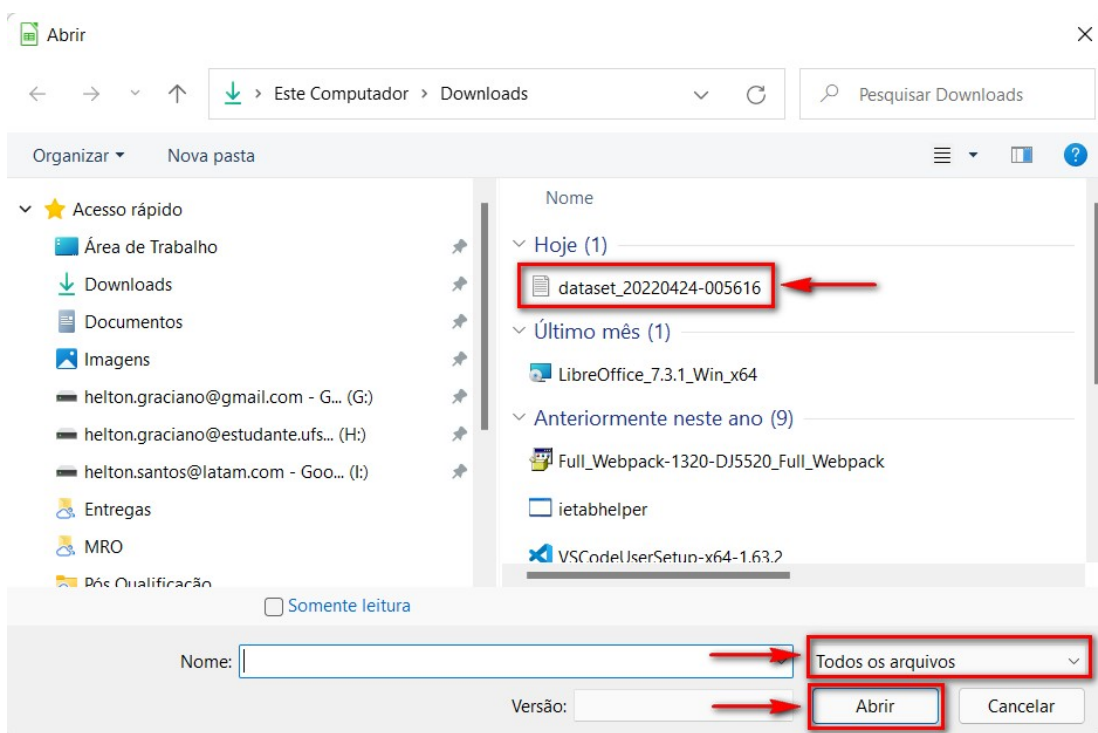 Abrir
Este Computador > Downloads
Pesquisar Downloads
Organizar
Nova pasta
Acesso rápido
Área de Trabalho
Downloads
Documentos
Imagens
helton.graciano@gmail.com - G... (G:)
helton.graciano@estudante.ufs... (H:)
helton.santos@latam.com - Goo... (I:)
Entregas
MRO
Pós Qualificação
Nome
Hoje (1)
dataset_20220424-005616
Último mês (1)
LibreOffice_7.3.1_Win_x64
Anteriormente neste ano (9)
Full_Webpack-1320-DJ5520_Full_Webpack
ietabhelper
VSCodeUserSetup-x64-1.63.2
Somente leitura
Nome:
Todos os arquivos
Versão:
Abrir
Cancelar